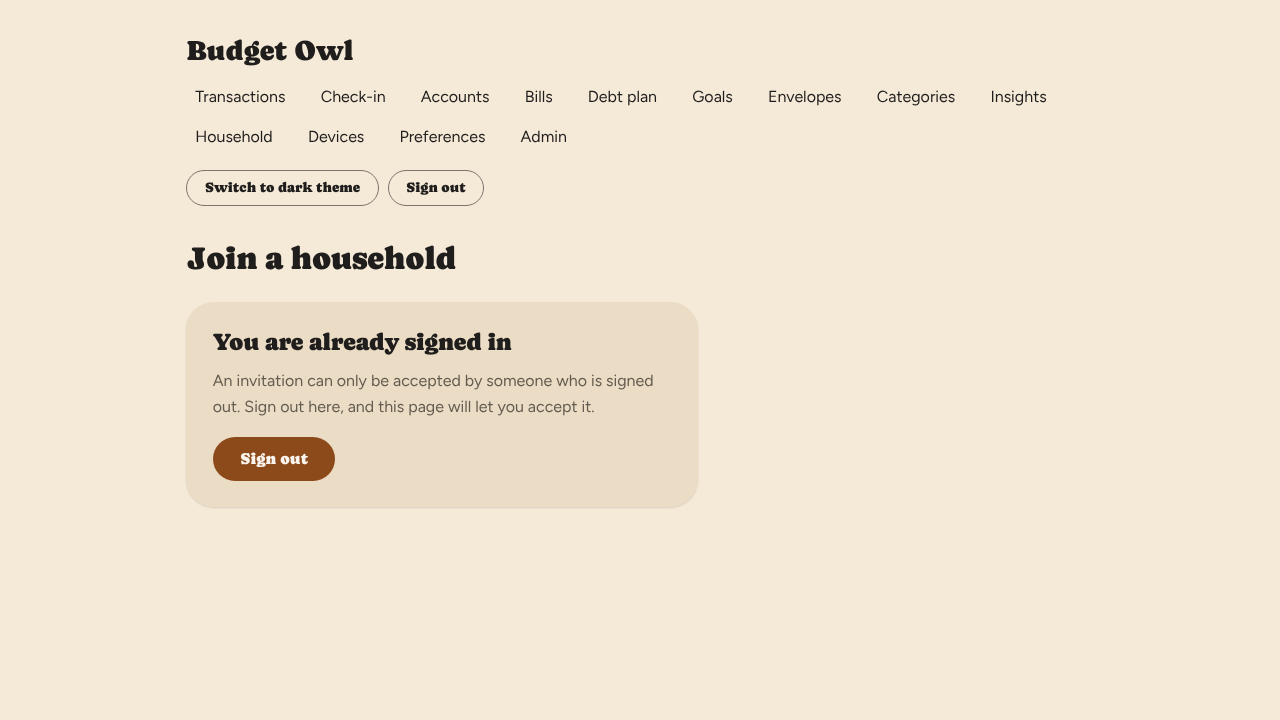 Budget Owl
Transactions Check-in Accounts Bills Debt plan Goals Envelopes Categories Insights
Household Devices Preferences Admin
Switch to dark theme Sign out
Join a household
You are already signed in
An invitation can only be accepted by someone who is signed
out. Sign out here, and this page will let you accept it.
Sign out